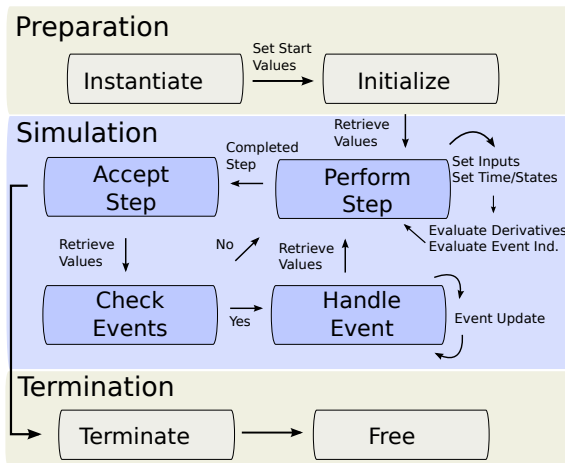 Preparation
Set Start
Values
Instantiate
Initialize
Simulation
Retrieve
Values
Completed
Step
Accept
Step
Perform
Step
Set Inputs
Set Time/States
Evaluate Derivatives
Evaluate Event Ind.
Retrieve
Values
No
Retrieve
Values
Check
Events
Yes
Handle
Event
Event Update
Termination
Terminate
Free